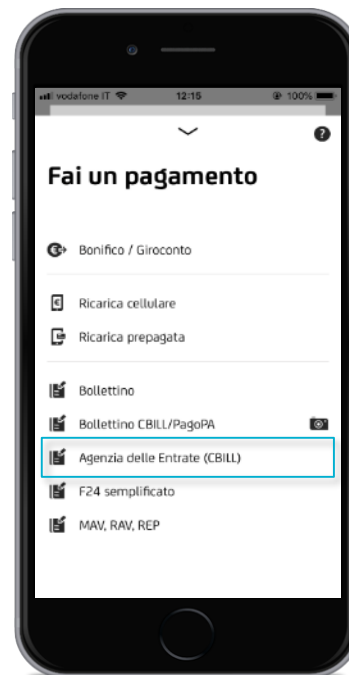 vodafone IT 12:15 100%
?
Fai un pagamento
Bonifico / Giroconto
Ricarica cellulare
Ricarica prepagata
Bollettino
Bollettino CBILL/PagoPA
Agenzia delle Entrate (CBILL)
F24 semplificato
MAV, RAV, REP